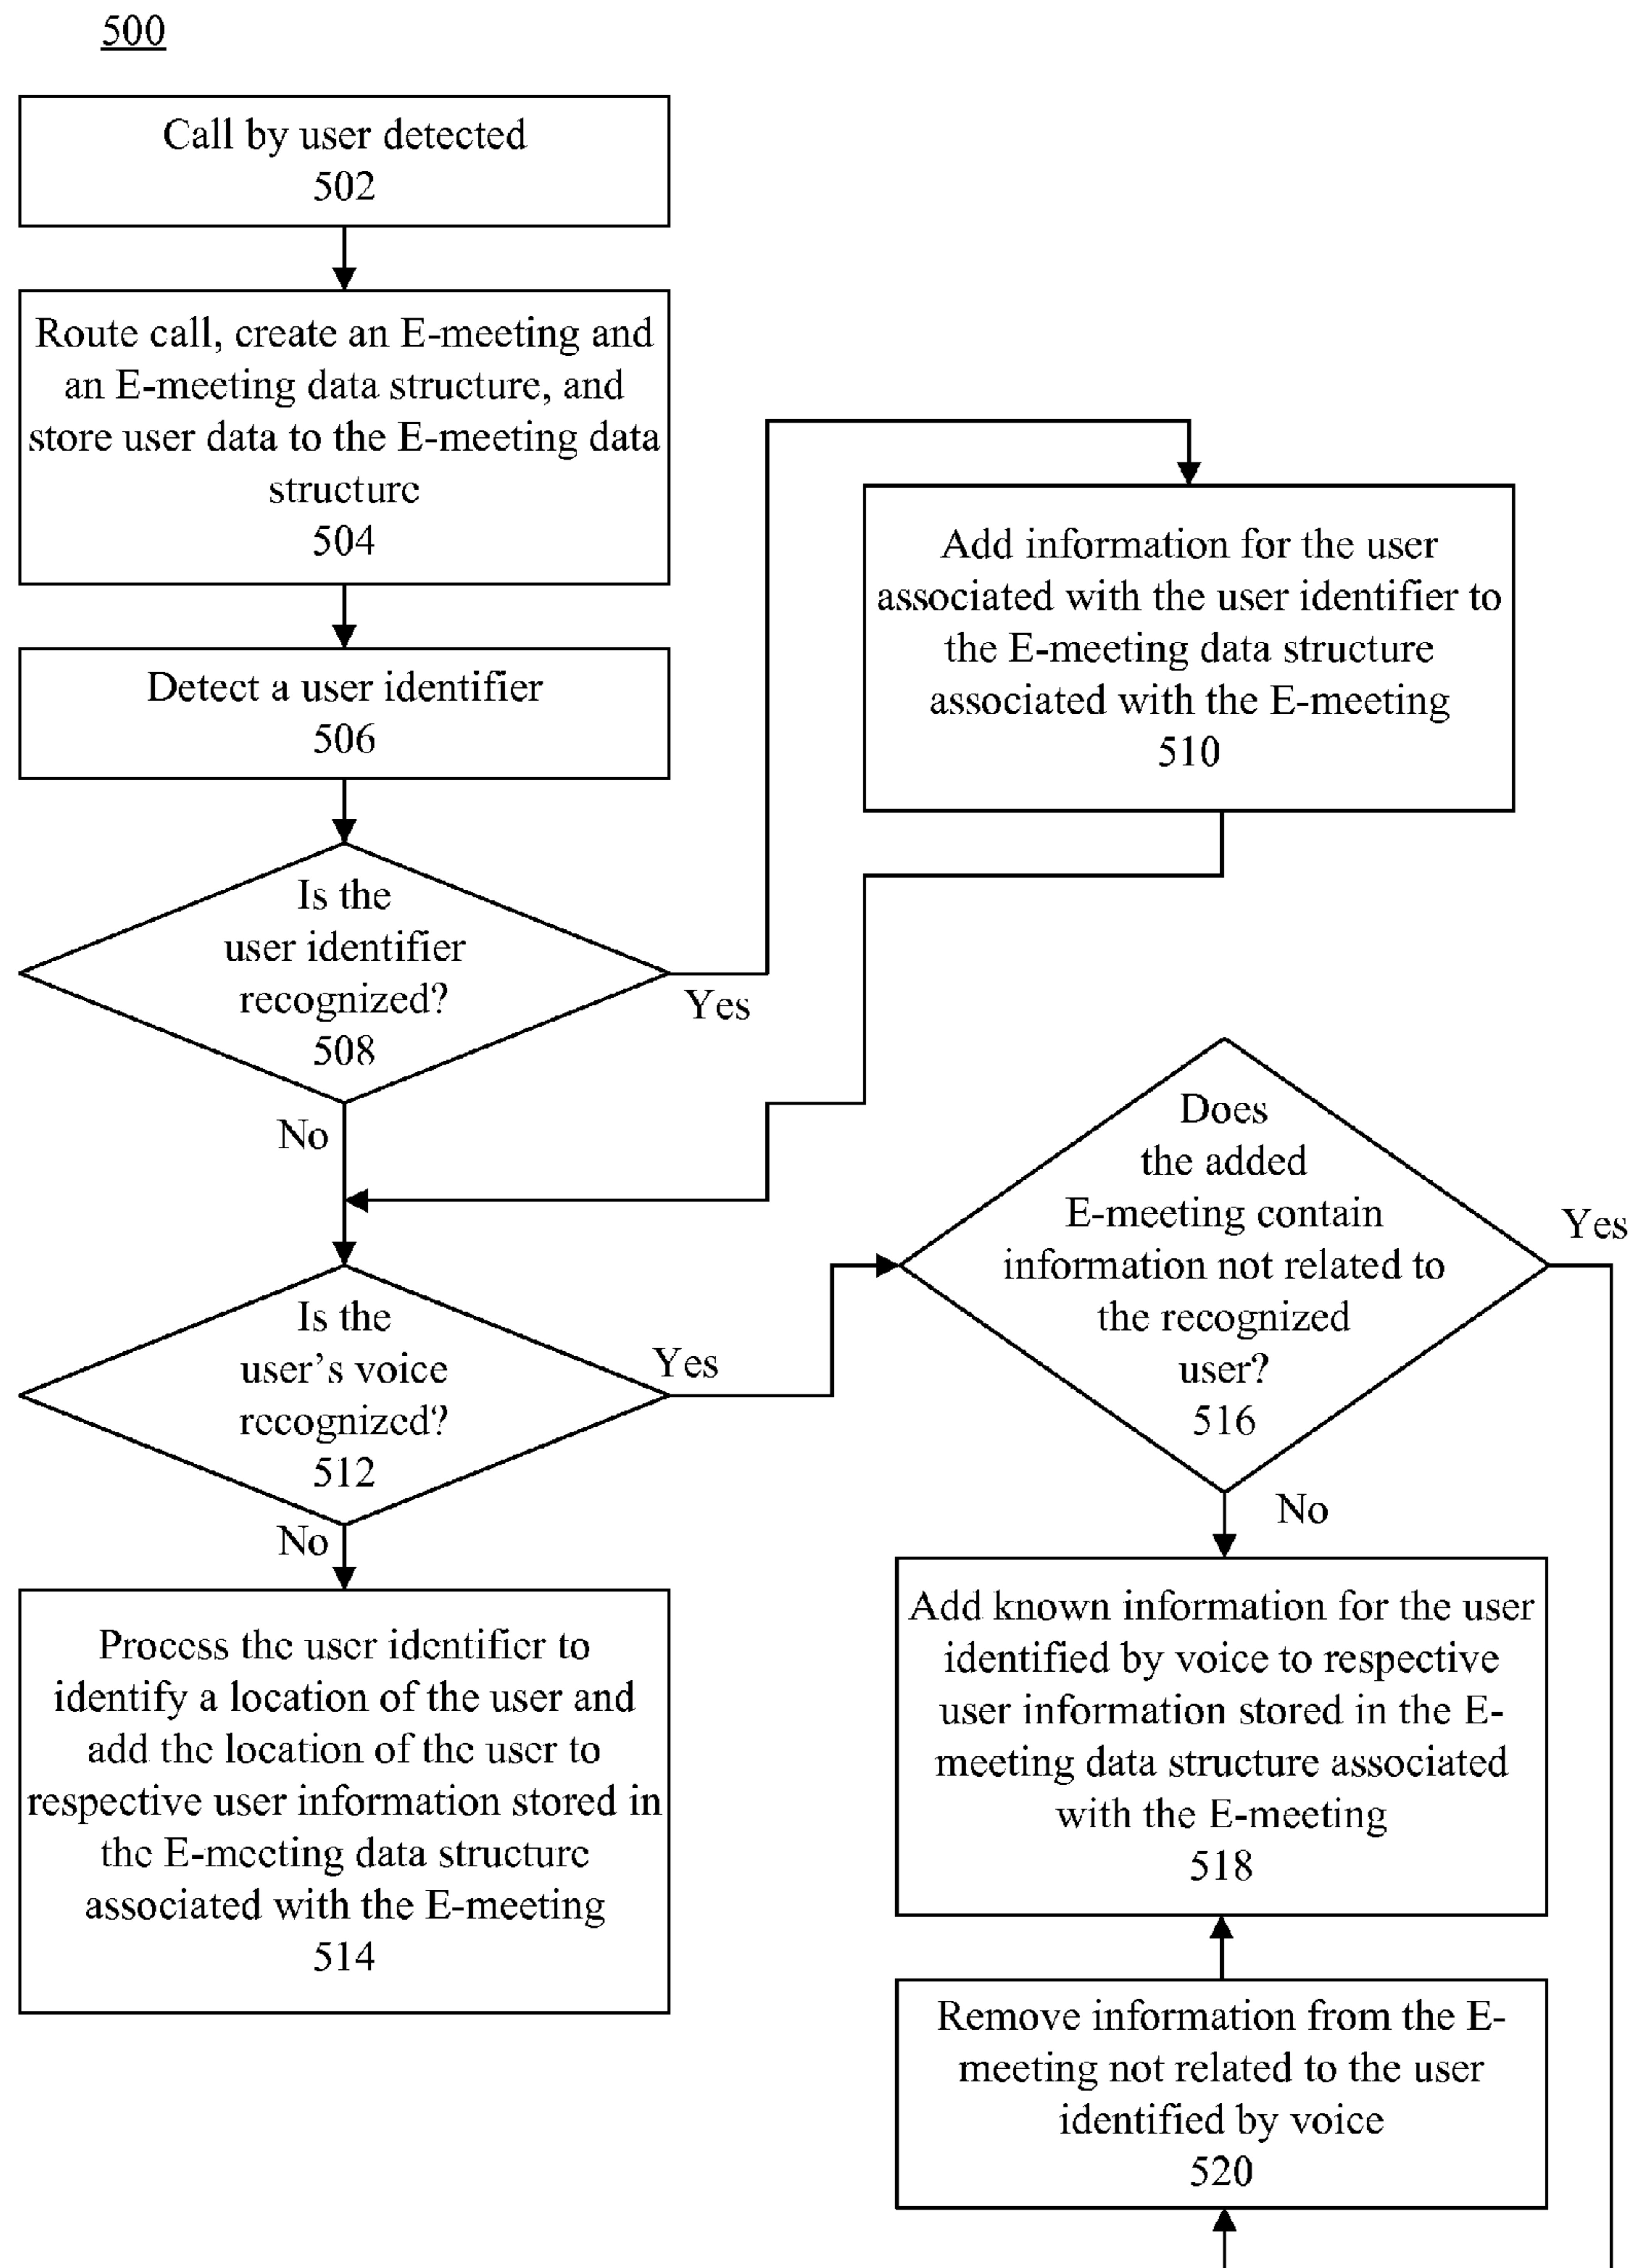 500
Call by user detected
502
Route call, create an E-meeting and
an E-meeting data structure, and
store user data to the E-meeting data
structure
504
Detect a user identifier
506
Is the
user identifier
recognized?
508
Yes
No
Add information for the user
associated with the user identifier to
the E-meeting data structure
associated with the E-meeting
510
Is the
user's voice
recognized?
512
Yes
No
Process the user identifier to
identify a location of the user and
add the location of the user to
respective user information stored in
the E-meeting data structure
associated with the E-meeting
514
Does
the added
E-meeting contain
information not related to
the recognized
user?
516
Yes
No
Add known information for the user
identified by voice to respective
user information stored in the E-
meeting data structure associated
with the E-meeting
518
Remove information from the E-
meeting not related to the user
identified by voice
520